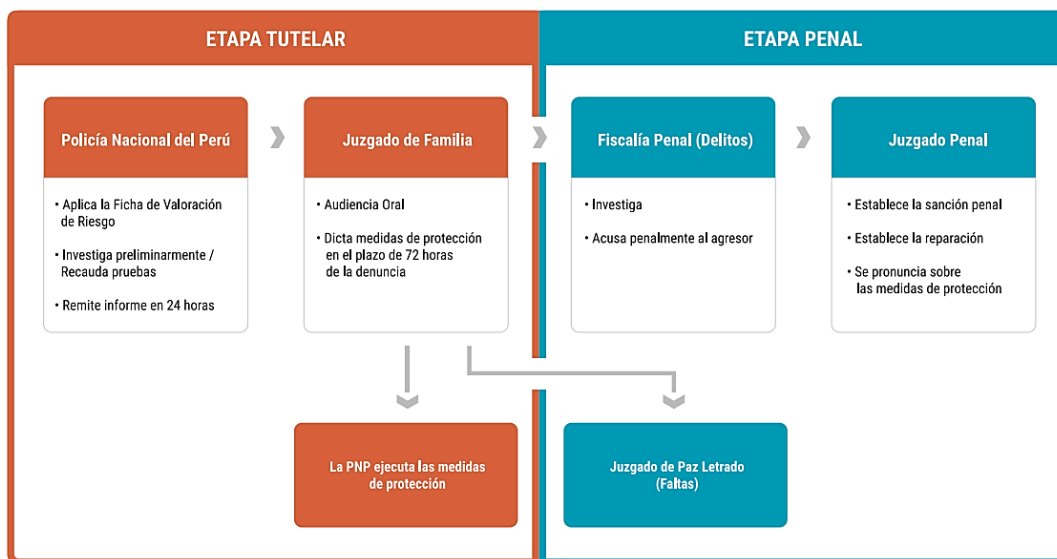 ETAPA TUTELAR
ETAPA PENAL
Policía Nacional del Perú
• Aplica la Ficha de Valoración
de Riesgo
• Investiga preliminarmente /
Recauda pruebas
• Remite informe en 24 horas
Juzgado de Familia
• Audiencia Oral
• Dicta medidas de protección
en el plazo de 72 horas
de la denuncia
Fiscalía Penal (Delitos)
• Investiga
• Acusa penalmente al agresor
Juzgado Penal
• Establece la sanción penal
• Establece la reparación
• Se pronuncia sobre
las medidas de protección
La PNP ejecuta las medidas
de protección
Juzgado de Paz Letrado
(Faltas)